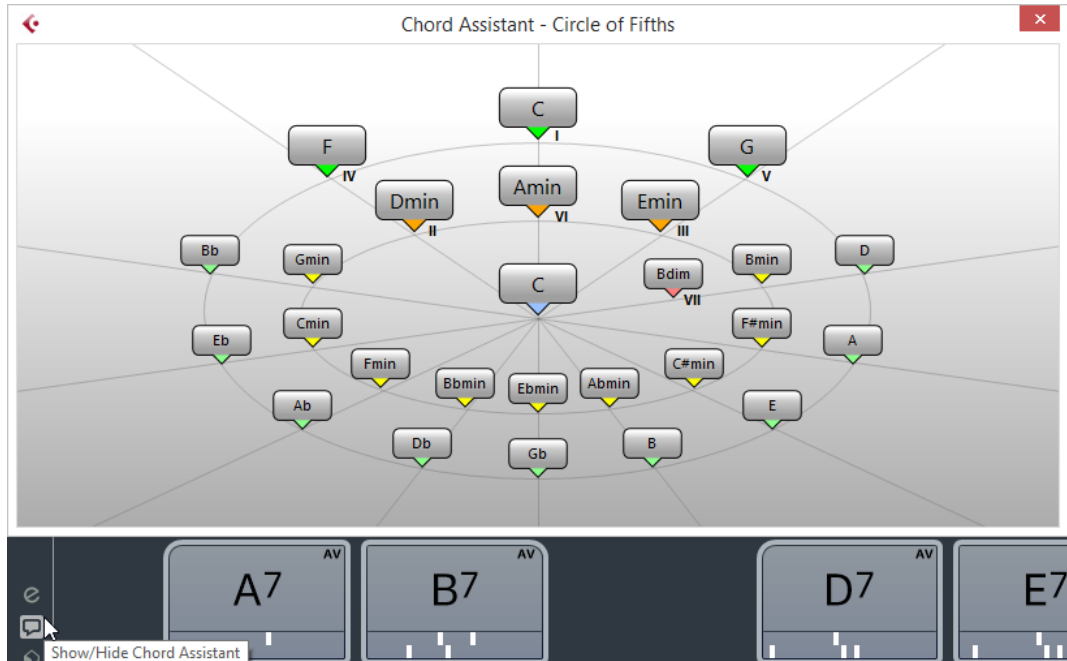 Chord Assistant - Circle of Fifths
C
I
F
IV
G
V
Dmin
II
Amin
VI
Emin
III
Bb
Gmin
C
Bdim
VII
Bmin
D
Eb
Cmin
F#min
A
Fmin
Bbmin
Ebmin
Abmin
C#min
Ab
E
Db
Gb
B
AV
A7
AV
B7
AV
D7
E7
Show/Hide Chord Assistant